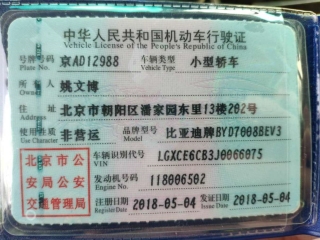 中华人民共和国机动车行驶证
Vehicle License of the People's Republic of China
号牌号码 京AD12988 车辆类型 小型轿车
Plate No. Vehicle Type
所有人 姚文博
Owner
住址 北京市朝阳区潘家园东里13楼202号
Address
使用性质 非营运 品牌型号 比亚迪牌BYD7008BEV3
Use Character Model
北京市公安局公安交通管理局
车辆识别代号 LGXCE6CB3J0066075
VIN
发动机号码 118006502
Engine No.
注册日期 2018-05-04 发证日期 2018-05-04
Register Date Issue Date